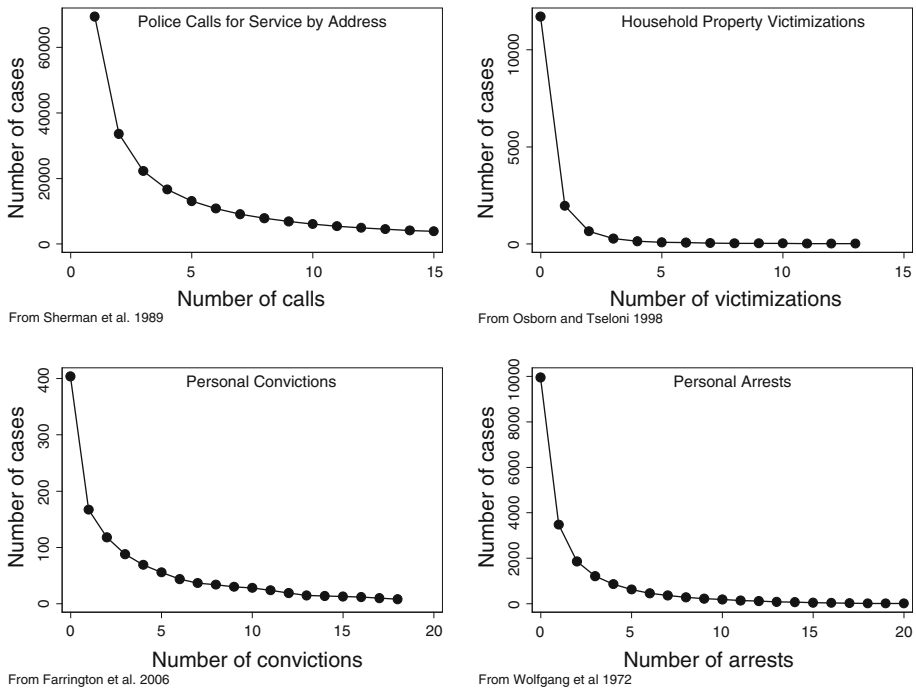 Police Calls for Service by Address
Number of cases
0 20000 40000 60000
0 5 10 15
Number of calls
From Sherman et al. 1989
Household Property Victimizations
Number of cases
0 5000 10000
0 5 10 15
Number of victimizations
From Osborn and Tseloni 1998
Personal Convictions
Number of cases
0 100 200 300 400
0 5 10 15 20
Number of convictions
From Farrington et al. 2006
Personal Arrests
Number of cases
0 2000 4000 6000 8000 10000
0 5 10 15 20
Number of arrests
From Wolfgang et al 1972